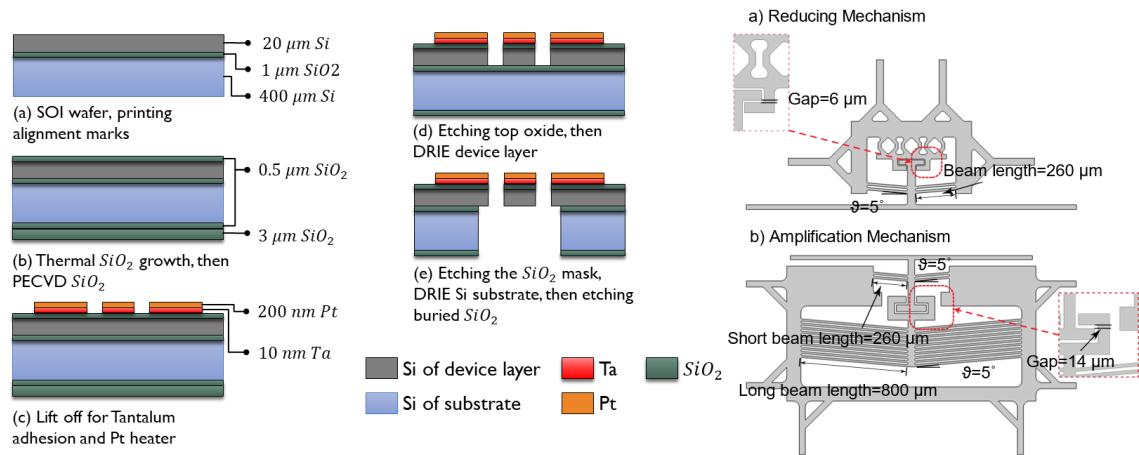 20 μm Si
1 μm SiO2
400 μm Si
(a) SOI wafer, printing
alignment marks
0.5 μm SiO₂
3 μm SiO₂
(b) Thermal SiO₂ growth, then
PECVD SiO₂
200 nm Pt
10 nm Ta
(c) Lift off for Tantalum
adhesion and Pt heater
(d) Etching top oxide, then
DRIE device layer
(e) Etching the SiO₂ mask,
DRIE Si substrate, then etching
buried SiO₂
Si of device layer
Ta
SiO₂
Si of substrate
Pt
a) Reducing Mechanism
Gap=6 μm
Beam length=260 μm
ϑ=5°
b) Amplification Mechanism
ϑ=5°
Short beam length=260 μm
Gap=14 μm
ϑ=5°
Long beam length=800 μm